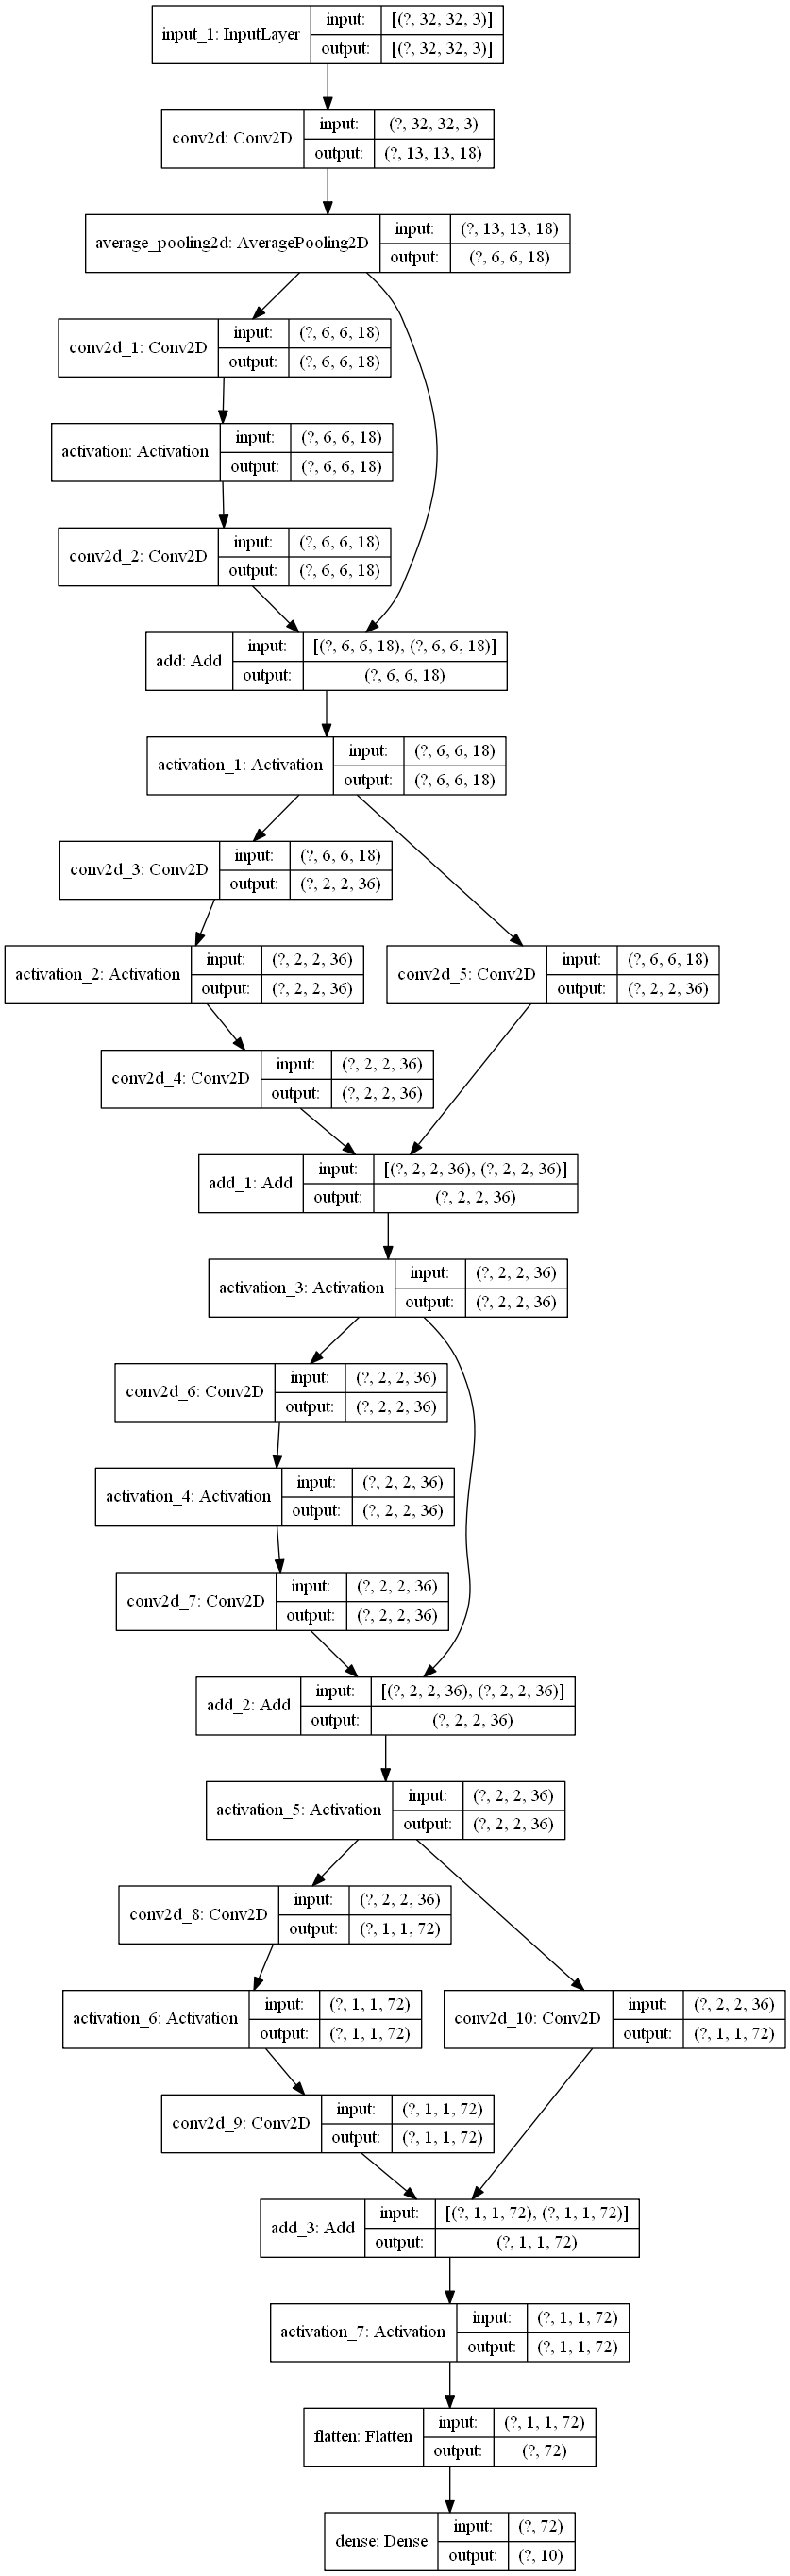 input_1: InputLayer
input:
[(?, 32, 32, 3)]
output:
[(?, 32, 32, 3)]
conv2d: Conv2D
input:
(?, 32, 32, 3)
output:
(?, 13, 13, 18)
average_pooling2d: AveragePooling2D
input:
(?, 13, 13, 18)
output:
(?, 6, 6, 18)
conv2d_1: Conv2D
input:
(?, 6, 6, 18)
output:
(?, 6, 6, 18)
activation: Activation
input:
(?, 6, 6, 18)
output:
(?, 6, 6, 18)
conv2d_2: Conv2D
input:
(?, 6, 6, 18)
output:
(?, 6, 6, 18)
add: Add
input:
[(?, 6, 6, 18), (?, 6, 6, 18)]
output:
(?, 6, 6, 18)
activation_1: Activation
input:
(?, 6, 6, 18)
output:
(?, 6, 6, 18)
conv2d_3: Conv2D
input:
(?, 6, 6, 18)
output:
(?, 2, 2, 36)
activation_2: Activation
input:
(?, 2, 2, 36)
output:
(?, 2, 2, 36)
conv2d_5: Conv2D
input:
(?, 6, 6, 18)
output:
(?, 2, 2, 36)
conv2d_4: Conv2D
input:
(?, 2, 2, 36)
output:
(?, 2, 2, 36)
add_1: Add
input:
[(?, 2, 2, 36), (?, 2, 2, 36)]
output:
(?, 2, 2, 36)
activation_3: Activation
input:
(?, 2, 2, 36)
output:
(?, 2, 2, 36)
conv2d_6: Conv2D
input:
(?, 2, 2, 36)
output:
(?, 2, 2, 36)
activation_4: Activation
input:
(?, 2, 2, 36)
output:
(?, 2, 2, 36)
conv2d_7: Conv2D
input:
(?, 2, 2, 36)
output:
(?, 2, 2, 36)
add_2: Add
input:
[(?, 2, 2, 36), (?, 2, 2, 36)]
output:
(?, 2, 2, 36)
activation_5: Activation
input:
(?, 2, 2, 36)
output:
(?, 2, 2, 36)
conv2d_8: Conv2D
input:
(?, 2, 2, 36)
output:
(?, 1, 1, 72)
activation_6: Activation
input:
(?, 1, 1, 72)
output:
(?, 1, 1, 72)
conv2d_10: Conv2D
input:
(?, 2, 2, 36)
output:
(?, 1, 1, 72)
conv2d_9: Conv2D
input:
(?, 1, 1, 72)
output:
(?, 1, 1, 72)
add_3: Add
input:
[(?, 1, 1, 72), (?, 1, 1, 72)]
output:
(?, 1, 1, 72)
activation_7: Activation
input:
(?, 1, 1, 72)
output:
(?, 1, 1, 72)
flatten: Flatten
input:
(?, 1, 1, 72)
output:
(?, 72)
dense: Dense
input:
(?, 72)
output:
(?, 10)